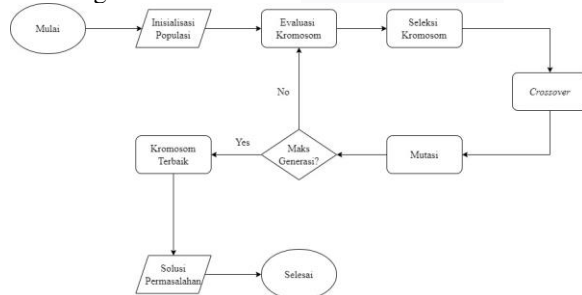 Mulai
Inisialisasi
Populasi
Evaluasi
Kromosom
Seleksi
Kromosom
Crossover
No
Kromosom
Terbaik
Yes
Maks
Generasi?
Mutasi
Solusi
Permasalahan
Selesai